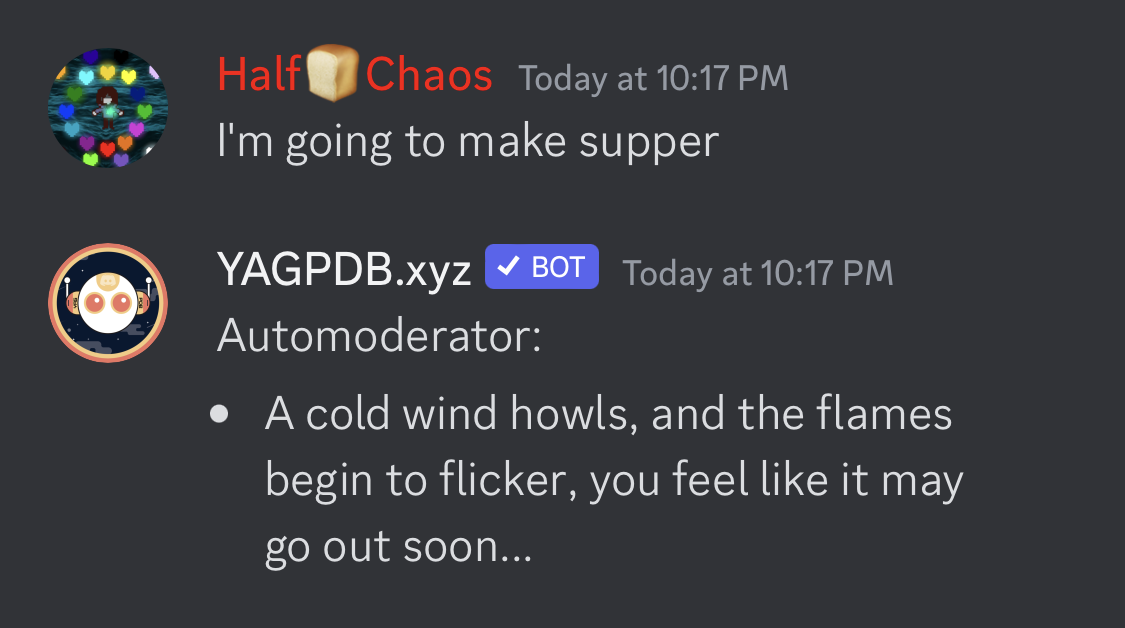 Half🍞Chaos Today at 10:17 PM
I'm going to make supper
YAGPDB.xyz ✓ BOT Today at 10:17 PM
Automoderator:
• A cold wind howls, and the flames
begin to flicker, you feel like it may
go out soon...